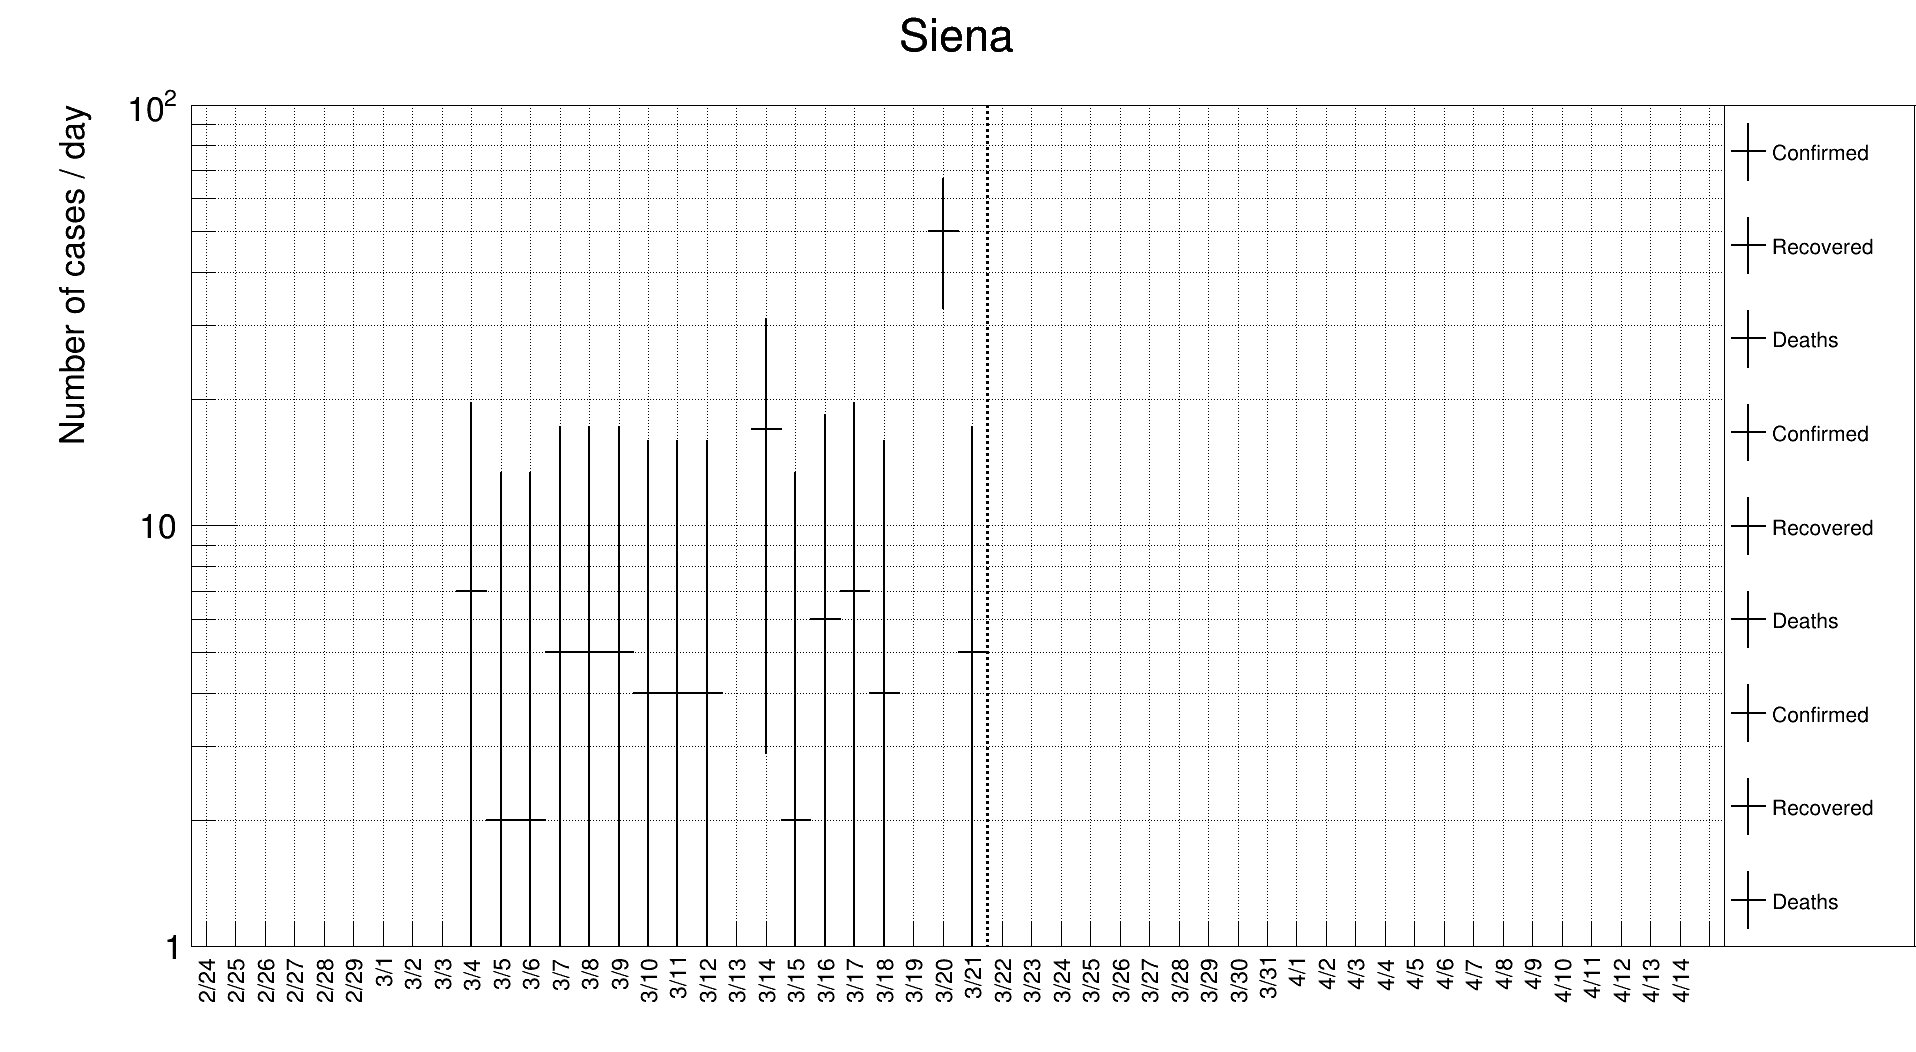 Siena
Number of cases / day
10²
10
1
2/24 2/25 2/26 2/27 2/28 2/29 3/1 3/2 3/3 3/4 3/5 3/6 3/7 3/8 3/9 3/10 3/11 3/12 3/13 3/14 3/15 3/16 3/17 3/18 3/19 3/20 3/21 3/22 3/23 3/24 3/25 3/26 3/27 3/28 3/29 3/30 3/31 4/1 4/2 4/3 4/4 4/5 4/6 4/7 4/8 4/9 4/10 4/11 4/12 4/13 4/14
Confirmed
Recovered
Deaths
Confirmed
Recovered
Deaths
Confirmed
Recovered
Deaths